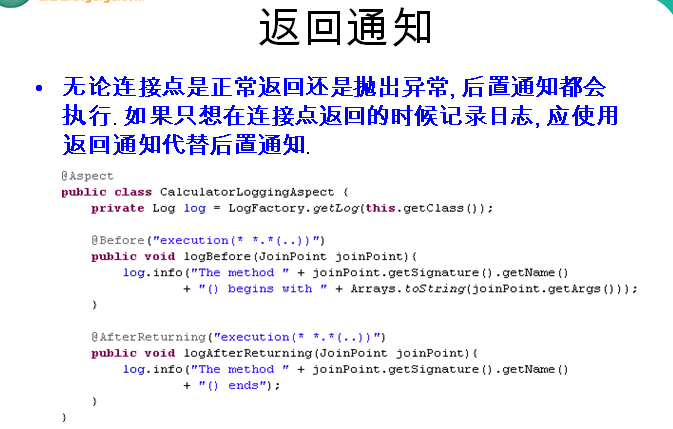 返回通知
• 无论连接点是正常返回还是抛出异常, 后置通知都会
执行. 如果只想在连接点返回的时候记录日志, 应使用
返回通知代替后置通知.
@Aspect
public class CalculatorLoggingAspect {
    private Log log = LogFactory.getLog(this.getClass());

    @Before("execution(* *.*(..))")
    public void logBefore(JoinPoint joinPoint){
        log.info("The method " + joinPoint.getSignature().getName()
                + "() begins with " + Arrays.toString(joinPoint.getArgs()));
    }

    @AfterReturning("execution(* *.*(..))")
    public void logAfterReturning(JoinPoint joinPoint){
        log.info("The method " + joinPoint.getSignature().getName()
                + "() ends");
    }
}